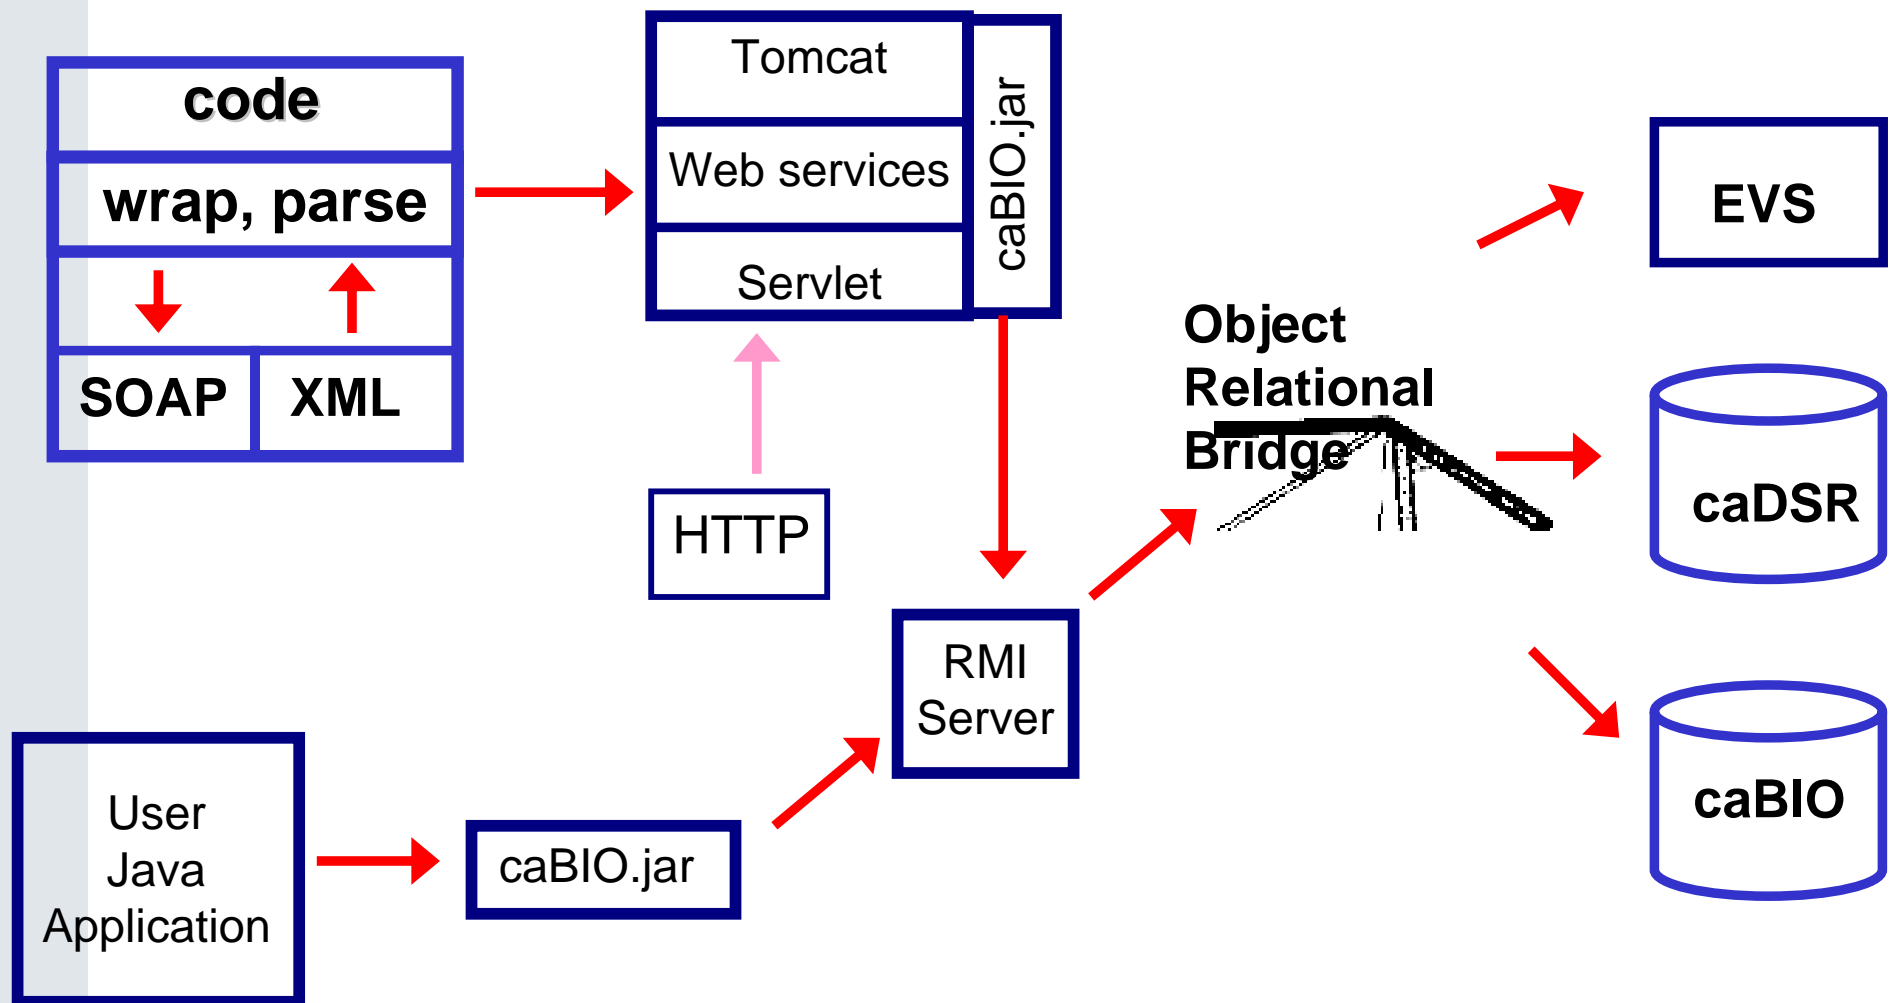 code
wrap, parse
SOAP
XML
Tomcat
Web services
Servlet
caBIO.jar
HTTP
Object
Relational
Bridge
EVS
caDSR
caBIO
RMI
Server
User
Java
Application
caBIO.jar